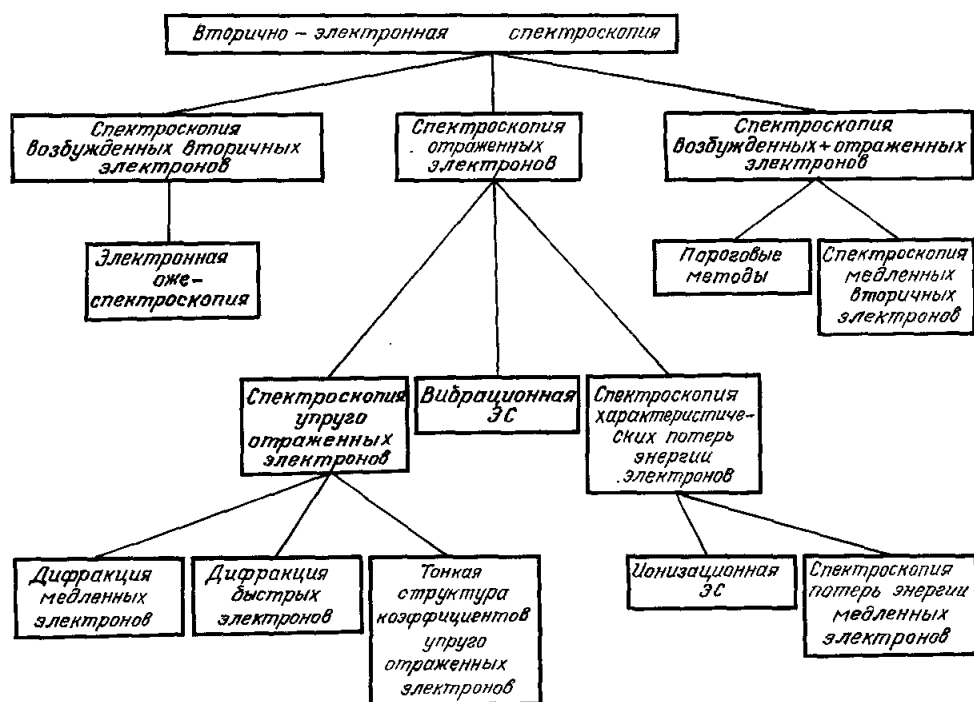 Вторично – электронная спектроскопия
Спектроскопия
возбужденных вторичных
электронов
Спектроскопия
отраженных
электронов
Спектроскопия
возбужденных+отраженных
электронов
Электронная
оже-
спектроскопия
Пороговые
методы
Спектроскопия
медленных
вторичных
электронов
Спектроскопия
упруго
отраженных
электронов
Вибрационная
ЭС
Спектроскопия
характеристиче-
ских потерь
энергии
электронов
Дифракция
медленных
электронов
Дифракция
быстрых
электронов
Тонкая
структура
коэффициентов
упруго
отраженных
электронов
Ионизационная
ЭС
Спектроскопия
потерь энергии
медленных
электронов